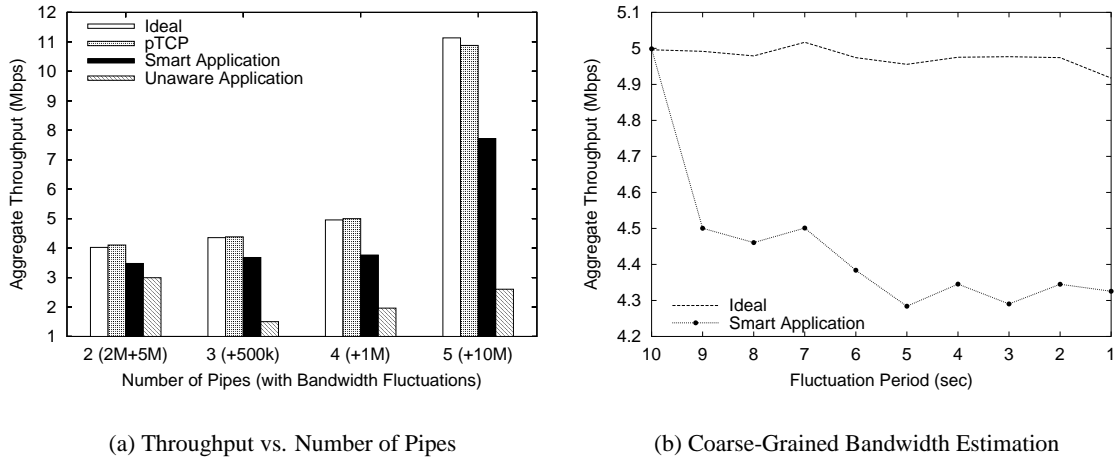 12
11
10
9
8
7
6
5
4
3
2
1
Aggregate Throughput (Mbps)
Ideal
pTCP
Smart Application
Unaware Application
2 (2M+5M) 3 (+500k) 4 (+1M) 5 (+10M)
Number of Pipes (with Bandwidth Fluctuations)
(a) Throughput vs. Number of Pipes
5.1
5
4.9
4.8
4.7
4.6
4.5
4.4
4.3
4.2
Aggregate Throughput (Mbps)
Ideal
Smart Application
10 9 8 7 6 5 4 3 2 1
Fluctuation Period (sec)
(b) Coarse-Grained Bandwidth Estimation